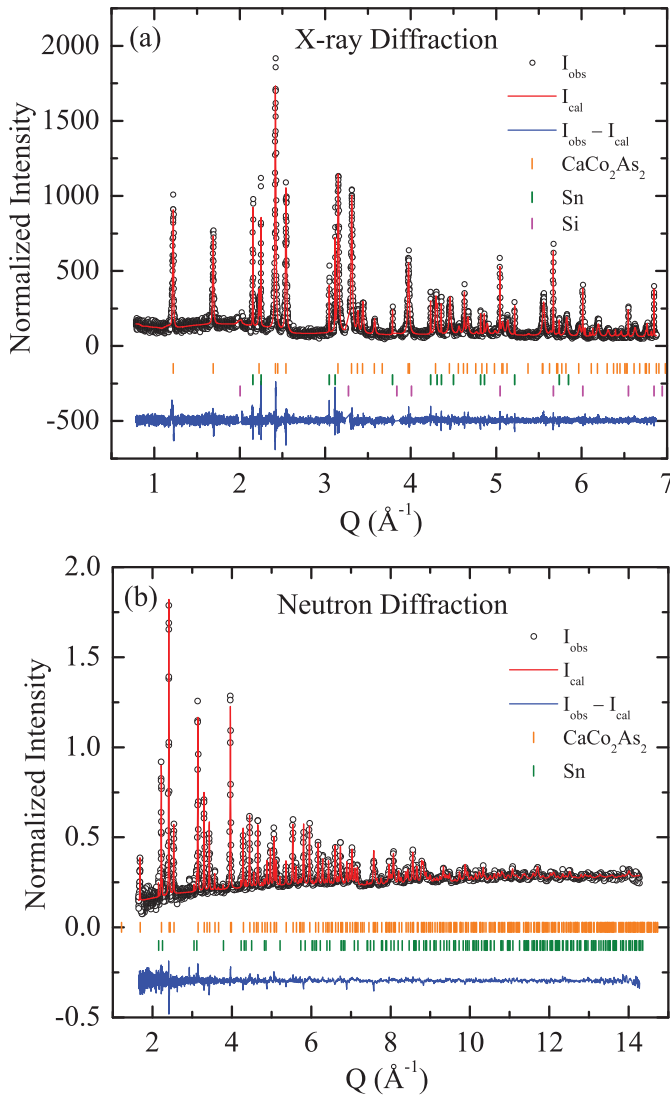 (a)
X-ray Diffraction
I_obs
I_cal
I_obs – I_cal
CaCo₂As₂
Sn
Si
Normalized Intensity
2000
1500
1000
500
0
-500
1 2 3 4 5 6 7
Q (Å⁻¹)
(b)
Neutron Diffraction
I_obs
I_cal
I_obs – I_cal
CaCo₂As₂
Sn
Normalized Intensity
2.0
1.5
1.0
0.5
0.0
-0.5
2 4 6 8 10 12 14
Q (Å⁻¹)